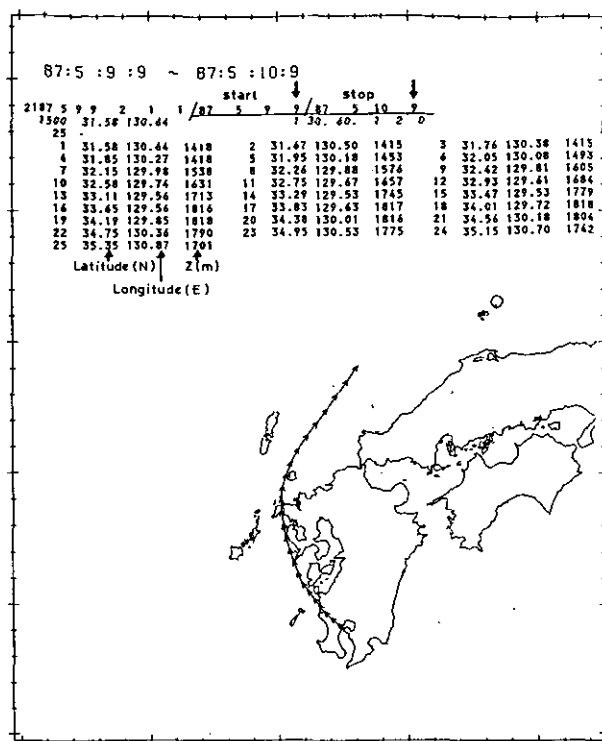 87:5 :9 :9 ~ 87:5 :10:9
start stop
2187 5 9 9 2 1 1 / 87 5 9 9 / 87 5 10 9
1500 31.58 130.64 1 30. 60. 1 2 0
25
1 31.58 130.64 1418 2 31.67 130.50 1415 3 31.76 130.38 1415
4 31.85 130.27 1418 5 31.95 130.18 1453 6 32.05 130.08 1493
7 32.15 129.98 1538 8 32.26 129.88 1576 9 32.42 129.81 1605
10 32.58 129.74 1631 11 32.75 129.67 1657 12 32.93 129.61 1684
13 33.11 129.56 1713 14 33.29 129.53 1745 15 33.47 129.53 1779
16 33.65 129.56 1816 17 33.83 129.63 1817 18 34.01 129.72 1818
19 34.19 129.85 1818 20 34.38 130.01 1816 21 34.56 130.18 1804
22 34.75 130.36 1790 23 34.95 130.53 1775 24 35.15 130.70 1742
25 35.35 130.87 1701
Latitude(N) Z(m)
Longitude(E)